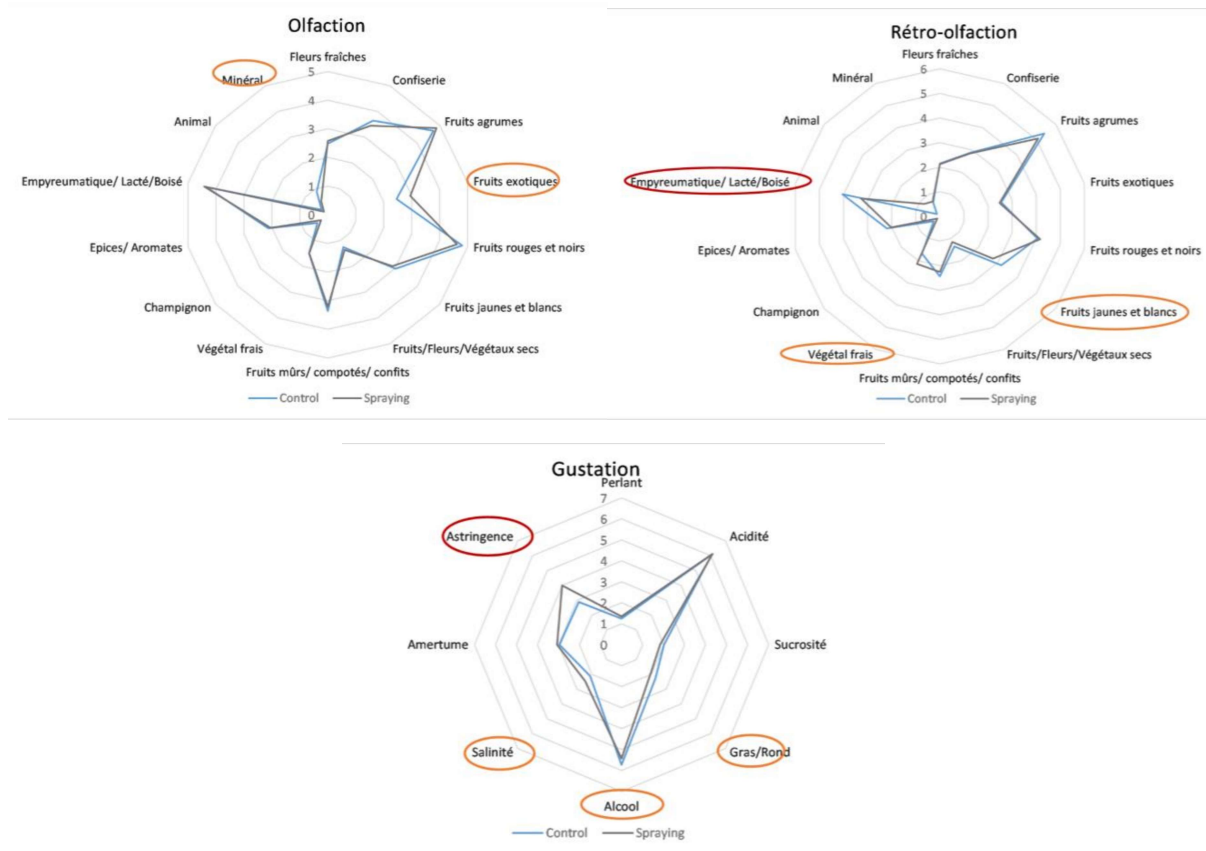 Olfaction
Fleurs fraîches
Minéral
Confiserie
Animal
Fruits agrumes
Empyreumatique/ Lacté/Boisé
Fruits exotiques
Epices/ Aromates
Fruits rouges et noirs
Champignon
Fruits jaunes et blancs
Végétal frais
Fruits/Fleurs/Végétaux secs
Fruits mûrs/ compotés/ confits
5
4
3
2
1
0
Control Spraying
Rétro-olfaction
Fleurs fraîches
Minéral
Confiserie
Animal
Fruits agrumes
Empyreumatique/ Lacté/Boisé
Fruits exotiques
Epices/ Aromates
Fruits rouges et noirs
Champignon
Fruits jaunes et blancs
Végétal frais
Fruits/Fleurs/Végétaux secs
Fruits mûrs/ compotés/ confits
6
5
4
3
2
1
0
Control Spraying
Gustation
Perlant
Astringence
Acidité
Amertume
Sucrosité
Salinité
Gras/Rond
Alcool
7
6
5
4
3
2
1
0
Control Spraying